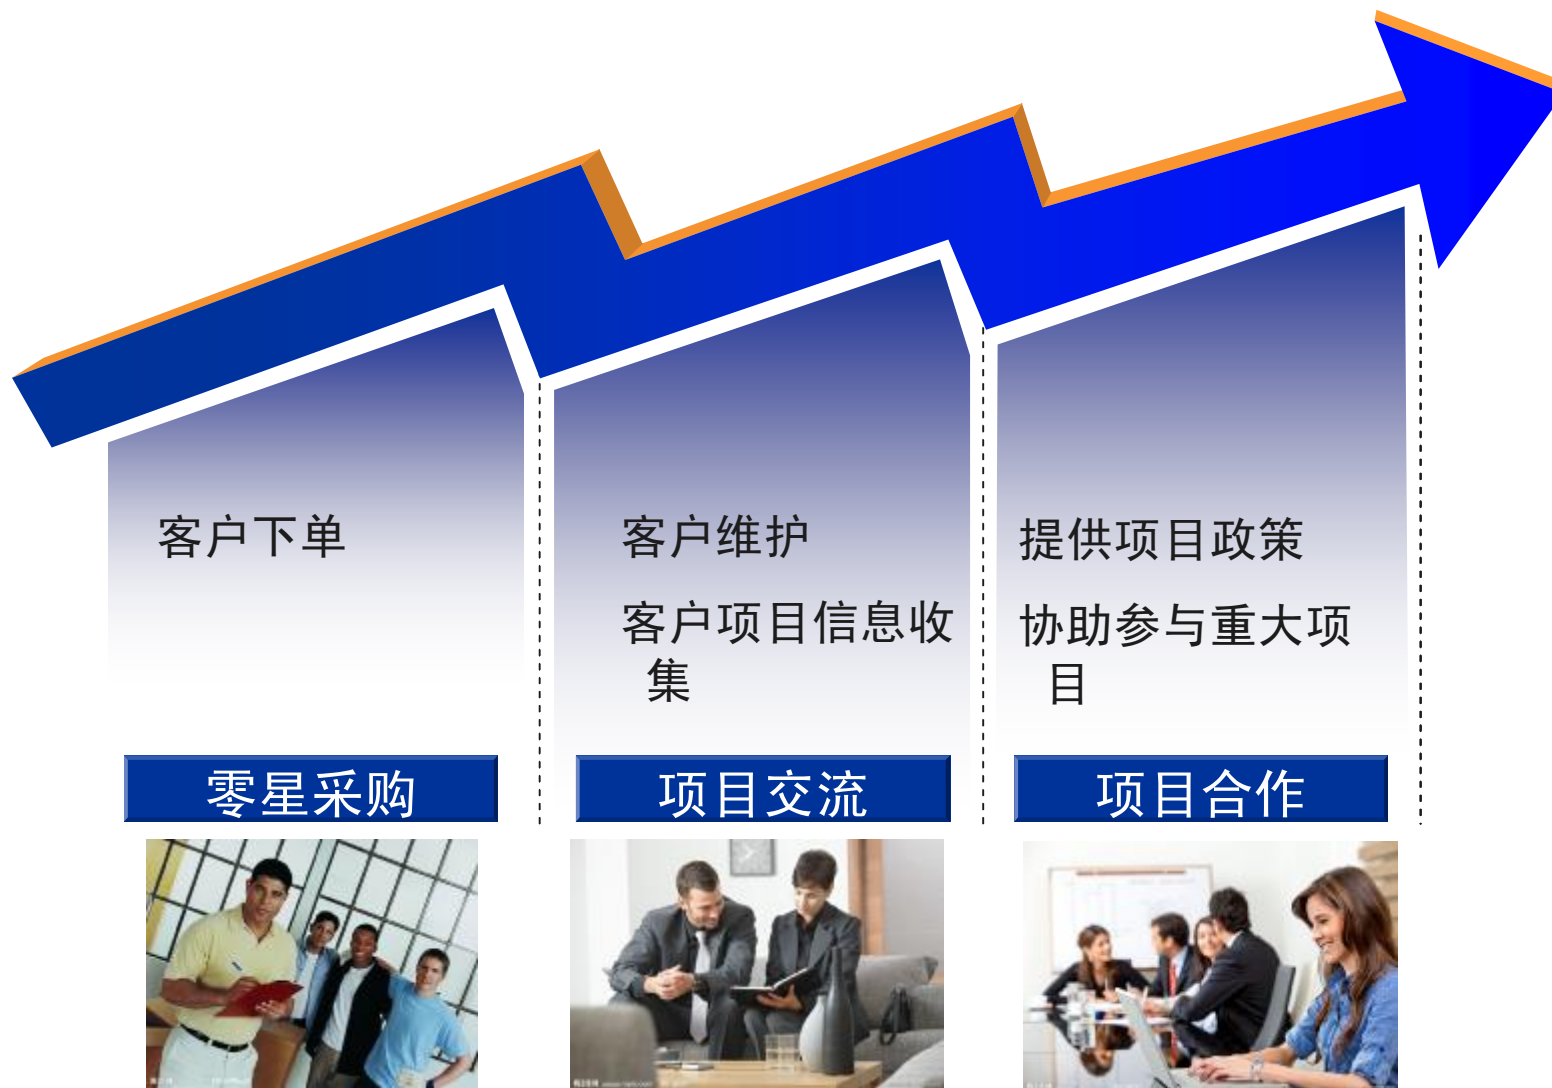 客户下单
客户维护
客户项目信息收
集
提供项目政策
协助参与重大项
目
零星采购
项目交流
项目合作